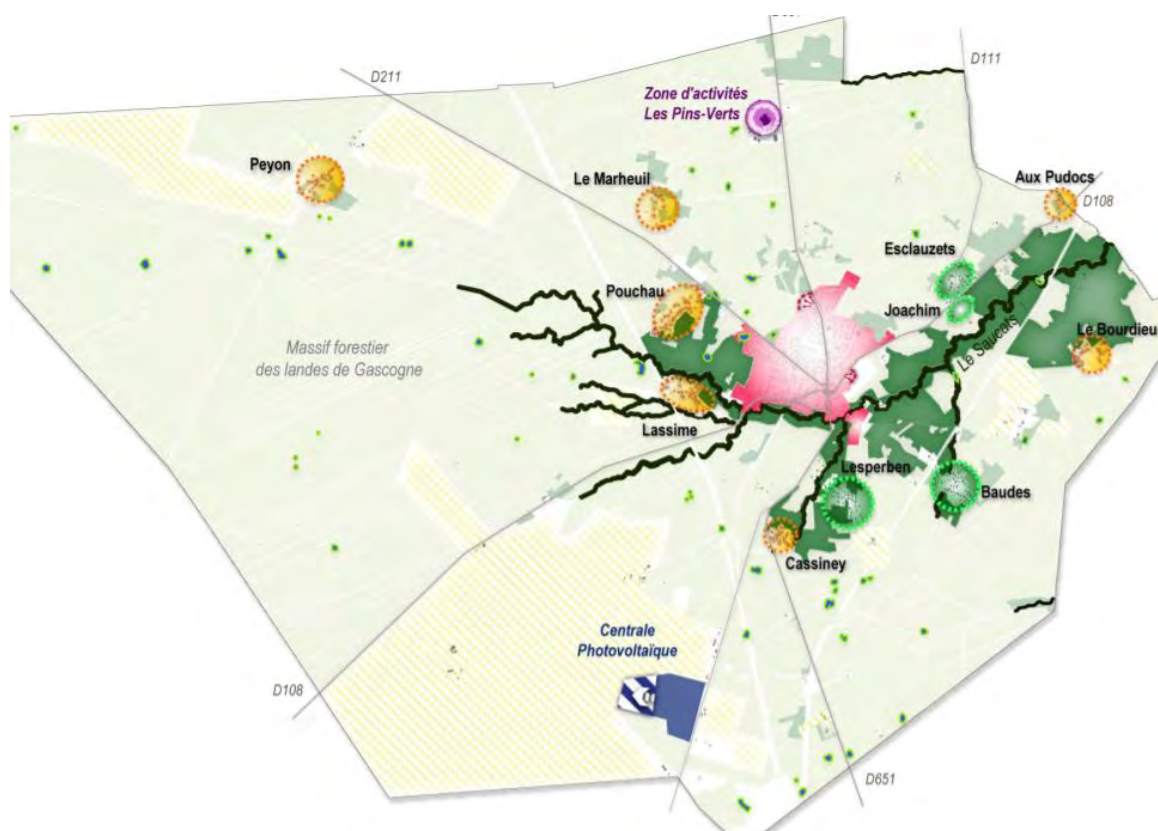 D111
D211
Zone d'activités
Les Pins-Verts
Peyon
Le Marheuil
Aux Pudocs
D108
Esclauzets
Pouchau
Joachim
Le Bourdieu
Le Saucats
Massif forestier
des landes de Gascogne
Lassime
Lesperben
Baudes
Cassiney
Centrale
Photovoltaïque
D108
D651